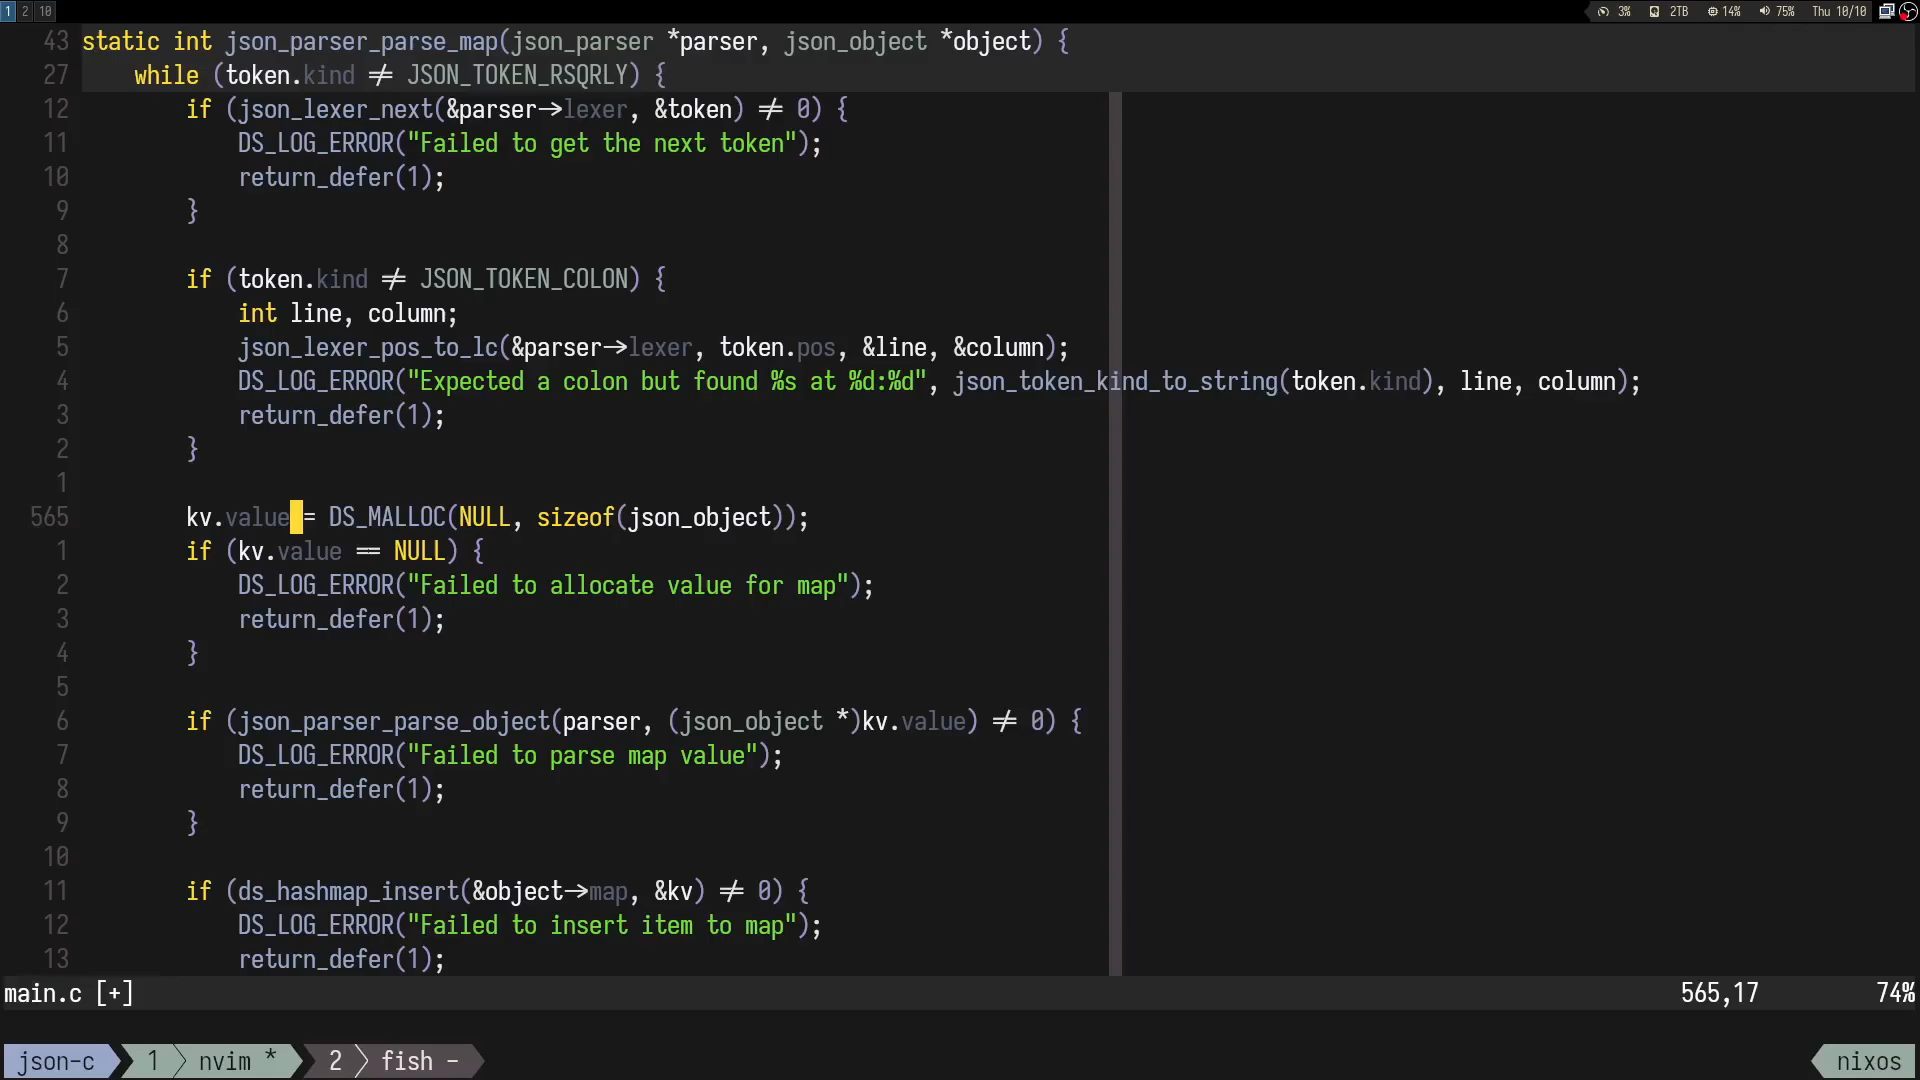 1 2 10 3% 2TB 14% 75% Thu 10/10
43 static int json_parser_parse_map(json_parser *parser, json_object *object) {
27     while (token.kind != JSON_TOKEN_RSQRLY) {
12         if (json_lexer_next(&parser->lexer, &token) != 0) {
11             DS_LOG_ERROR("Failed to get the next token");
10             return_defer(1);
9         }
8
7         if (token.kind != JSON_TOKEN_COLON) {
6             int line, column;
5             json_lexer_pos_to_lc(&parser->lexer, token.pos, &line, &column);
4             DS_LOG_ERROR("Expected a colon but found %s at %d:%d", json_token_kind_to_string(token.kind), line, column);
3             return_defer(1);
2         }
1
565         kv.value = DS_MALLOC(NULL, sizeof(json_object));
1         if (kv.value == NULL) {
2             DS_LOG_ERROR("Failed to allocate value for map");
3             return_defer(1);
4         }
5
6         if (json_parser_parse_object(parser, (json_object *)kv.value) != 0) {
7             DS_LOG_ERROR("Failed to parse map value");
8             return_defer(1);
9         }
10
11         if (ds_hashmap_insert(&object->map, &kv) != 0) {
12             DS_LOG_ERROR("Failed to insert item to map");
13             return_defer(1);
main.c [+] 565,17 74%
json-c 1 nvim * 2 fish - nixos